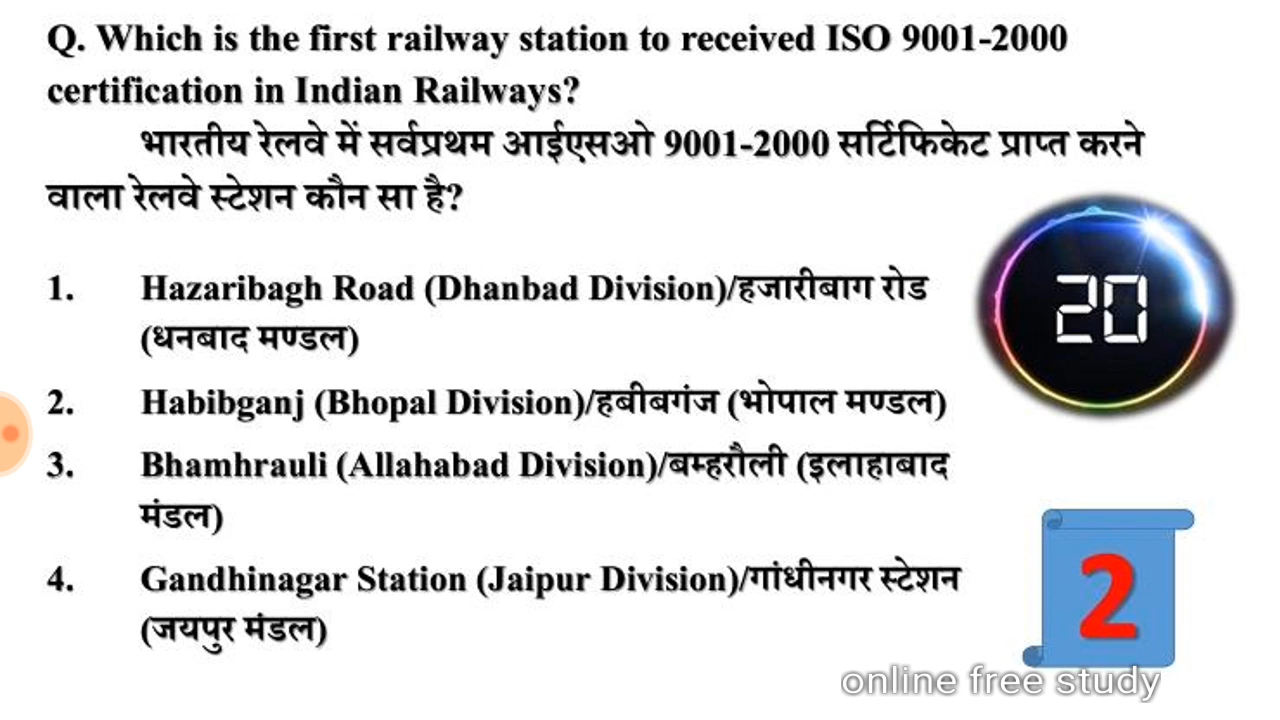 Q. Which is the first railway station to received ISO 9001-2000
certification in Indian Railways?
भारतीय रेलवे में सर्वप्रथम आईएसओ 9001-2000 सर्टिफिकेट प्राप्त करने
वाला रेलवे स्टेशन कौन सा है?
20
1. Hazaribagh Road (Dhanbad Division)/हजारीबाग रोड
(धनबाद मण्डल)
2. Habibganj (Bhopal Division)/हबीबगंज (भोपाल मण्डल)
3. Bhamhrauli (Allahabad Division)/बम्हरौली (इलाहाबाद
मंडल)
4. Gandhinagar Station (Jaipur Division)/गांधीनगर स्टेशन
(जयपुर मंडल)
2
online free study